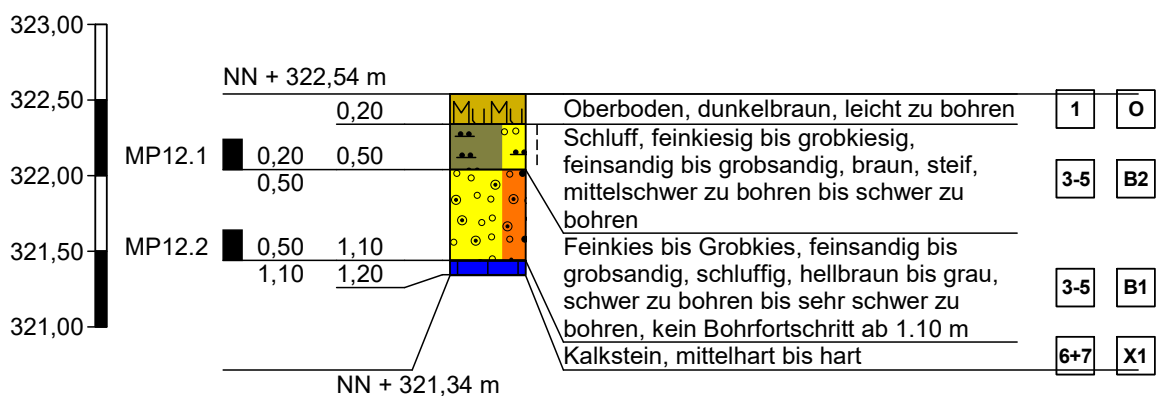 323,00
NN + 322,54 m
322,50
Mu Mu
0,20
Oberboden, dunkelbraun, leicht zu bohren
1
O
MP12.1
0,20
0,50
0,50
Schluff, feinkiesig bis grobkiesig,
feinsandig bis grobsandig, braun, steif,
mittelschwer zu bohren bis schwer zu
bohren
3-5
B2
322,00
MP12.2
0,50
1,10
1,10
1,20
Feinkies bis Grobkies, feinsandig bis
grobsandig, schluffig, hellbraun bis grau,
schwer zu bohren bis sehr schwer zu
bohren, kein Bohrfortschritt ab 1.10 m
3-5
B1
321,50
321,00
Kalkstein, mittelhart bis hart
6+7
X1
NN + 321,34 m